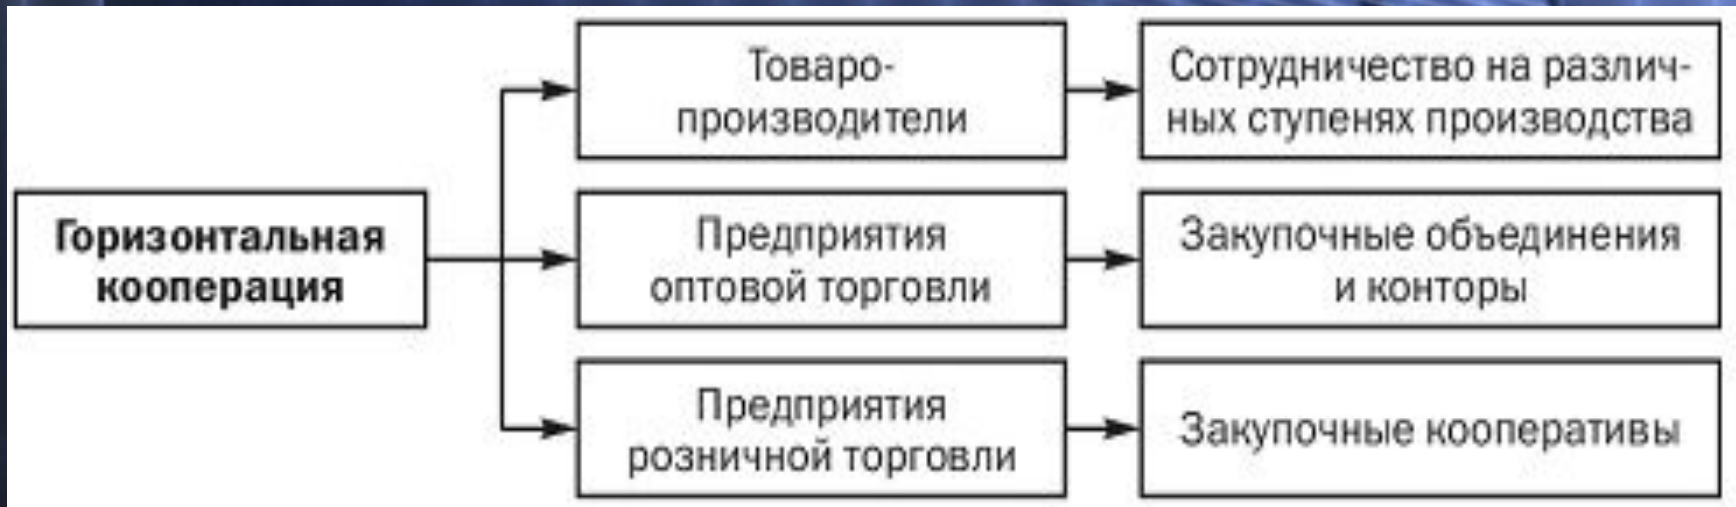 Товаро-
производители
Сотрудничество на различ-
ных ступенях производства
Горизонтальная
кооперация
Предприятия
оптовой торговли
Закупочные объединения
и конторы
Предприятия
розничной торговли
Закупочные кооперативы